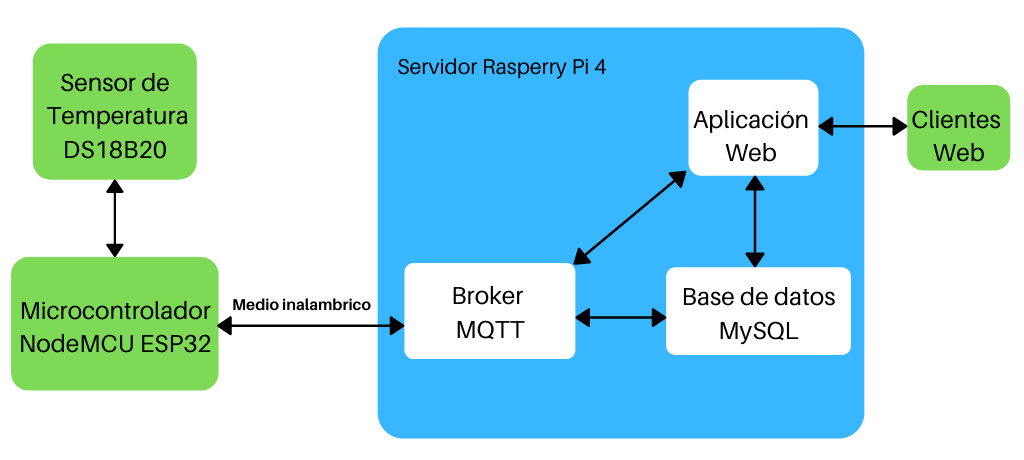 Sensor de
Temperatura
DS18B20
Microcontrolador
NodeMCU ESP32
Medio inalambrico
Servidor Rasperry Pi 4
Broker
MQTT
Aplicación
Web
Base de datos
MySQL
Clientes
Web